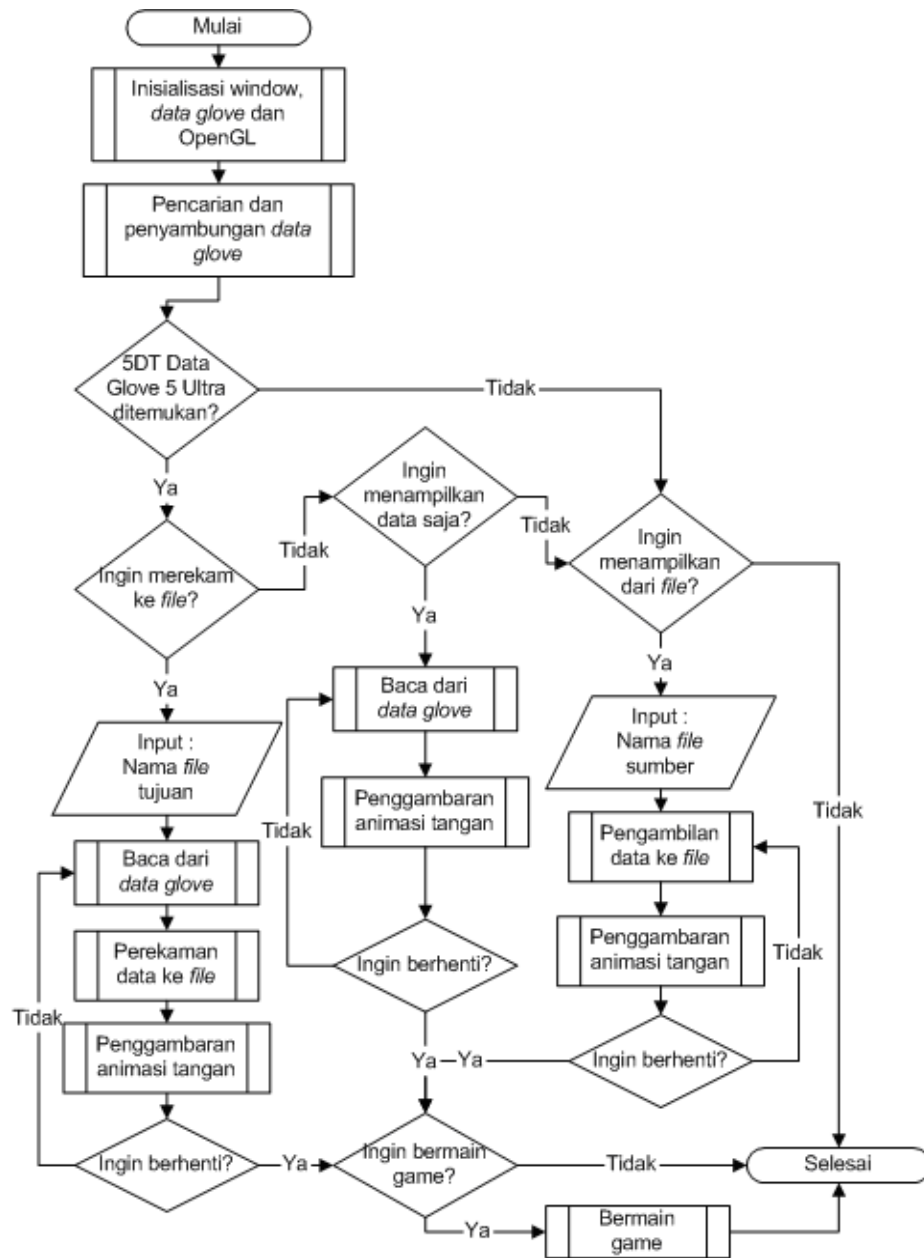 Mulai
Inisialisasi window,
data glove dan
OpenGL
Pencarian dan
penyambungan data
glove
5DT Data
Glove 5 Ultra
ditemukan?
Tidak
Ya
Ingin
menampilkan
data saja?
Tidak
Tidak
Ingin
menampilkan
dari file?
Ingin merekam
ke file?
Ya
Ya
Ya
Input :
Nama file
tujuan
Baca dari
data glove
Input :
Nama file
sumber
Tidak
Tidak
Penggambaran
animasi tangan
Pengambilan
data ke file
Baca dari
data glove
Perekaman
data ke file
Ingin berhenti?
Penggambaran
animasi tangan
Tidak
Tidak
Penggambaran
animasi tangan
Ya
Ya
Ingin berhenti?
Ingin berhenti?
Ya
Ingin bermain
game?
Tidak
Selesai
Ya
Bermain
game